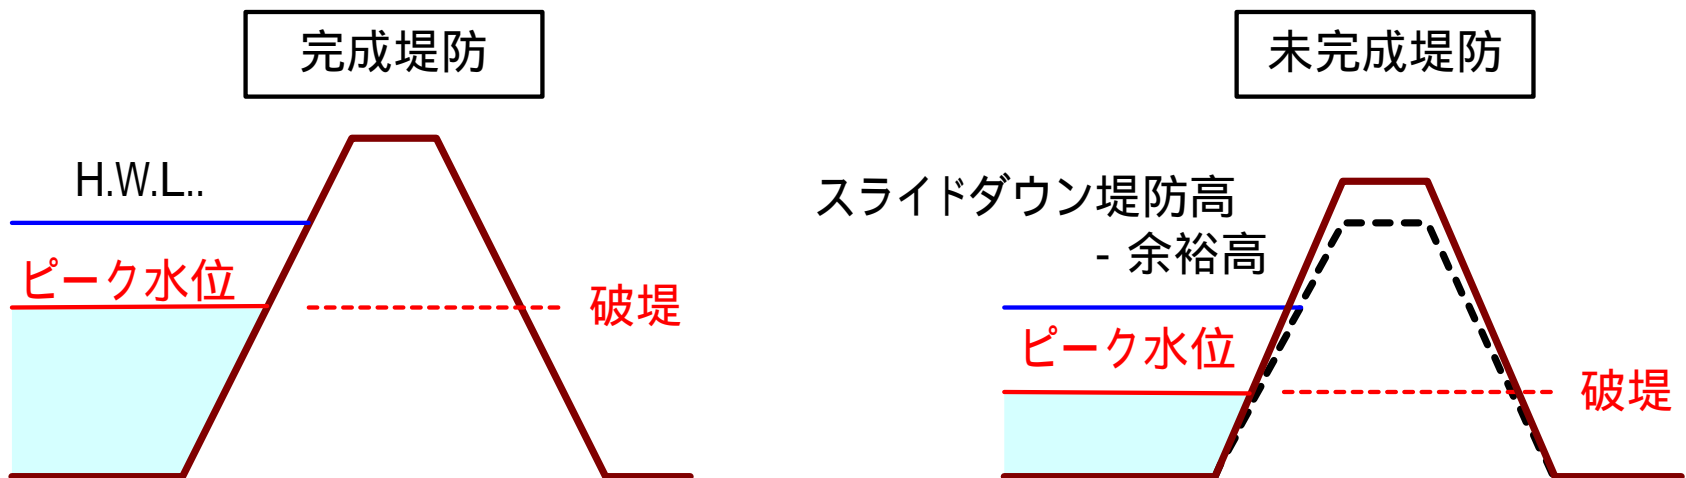 完成堤防
H.W.L..
ピーク水位
破堤
未完成堤防
スライドダウン堤防高
- 余裕高
ピーク水位
破堤